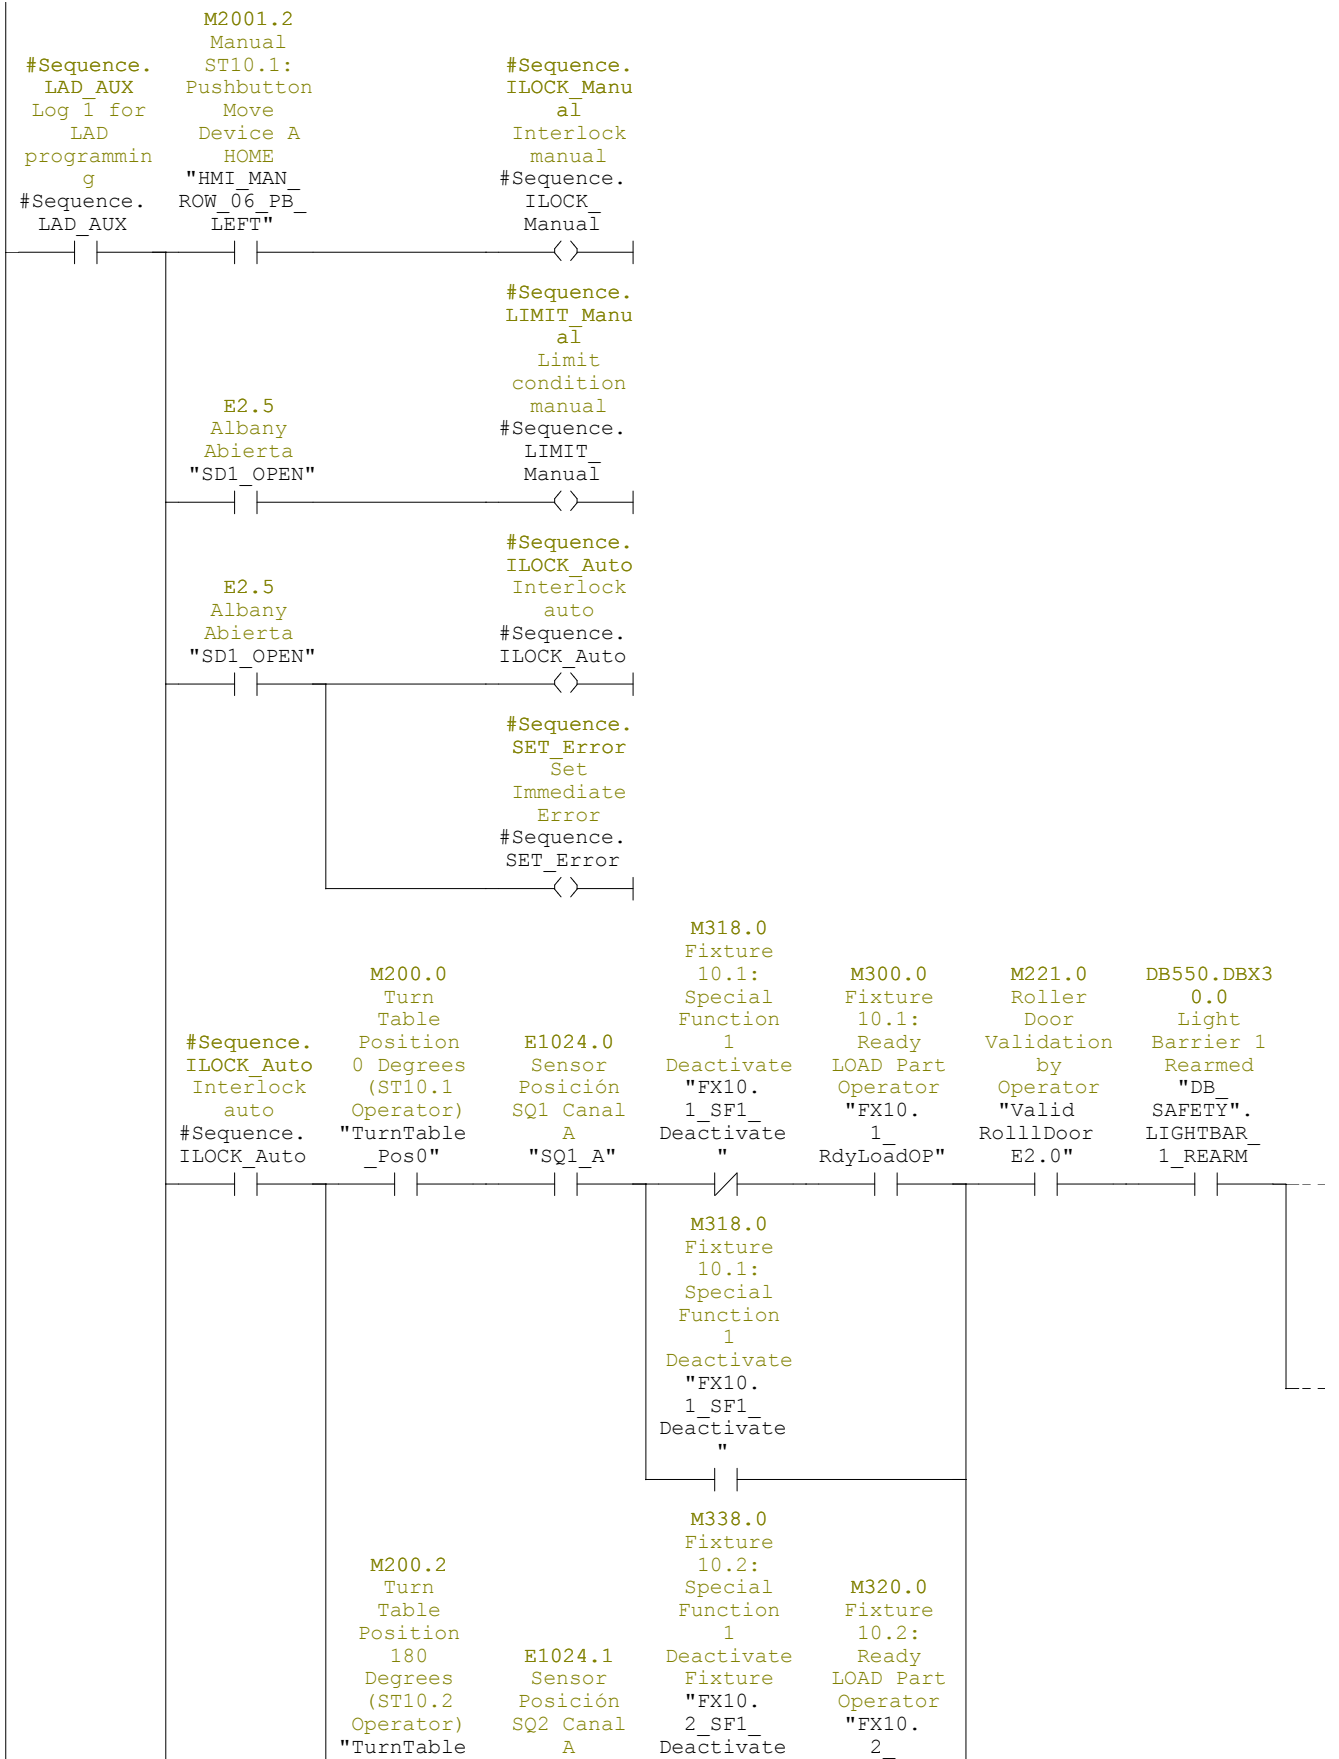 #Sequence.
LAD_AUX
Log 1 for
LAD
programmin
g
#Sequence.
LAD_AUX
M2001.2
Manual
ST10.1:
Pushbutton
Move
Device A
HOME
"HMI_MAN_
ROW_06_PB_
LEFT"
#Sequence.
ILOCK_Manu
al
Interlock
manual
#Sequence.
ILOCK_
Manual
E2.5
Albany
Abierta
"SD1_OPEN"
#Sequence.
LIMIT_Manu
al
Limit
condition
manual
#Sequence.
LIMIT_
Manual
E2.5
Albany
Abierta
"SD1_OPEN"
#Sequence.
ILOCK_Auto
Interlock
auto
#Sequence.
ILOCK_Auto
#Sequence.
SET_Error
Set
Immediate
Error
#Sequence.
SET_Error
#Sequence.
ILOCK_Auto
Interlock
auto
#Sequence.
ILOCK_Auto
M200.0
Turn
Table
Position
0 Degrees
(ST10.1
Operator)
"TurnTable
_Pos0"
E1024.0
Sensor
Posición
SQ1 Canal
A
"SQ1_A"
M318.0
Fixture
10.1:
Special
Function
1
Deactivate
"FX10.
1_SF1_
Deactivate
"
M300.0
Fixture
10.1:
Ready
LOAD Part
Operator
"FX10.
1_
RdyLoadOP"
M221.0
Roller
Door
Validation
by
Operator
"Valid
RolllDoor
E2.0"
DB550.DBX3
0.0
Light
Barrier 1
Rearmed
"DB_
SAFETY".
LIGHTBAR_
1_REARM
M318.0
Fixture
10.1:
Special
Function
1
Deactivate
"FX10.
1_SF1_
Deactivate
"
M200.2
Turn
Table
Position
180
Degrees
(ST10.2
Operator)
"TurnTable
E1024.1
Sensor
Posición
SQ2 Canal
A
M338.0
Fixture
10.2:
Special
Function
1
Deactivate
Fixture
"FX10.
2_SF1_
Deactivate
M320.0
Fixture
10.2:
Ready
LOAD Part
Operator
"FX10.
2_